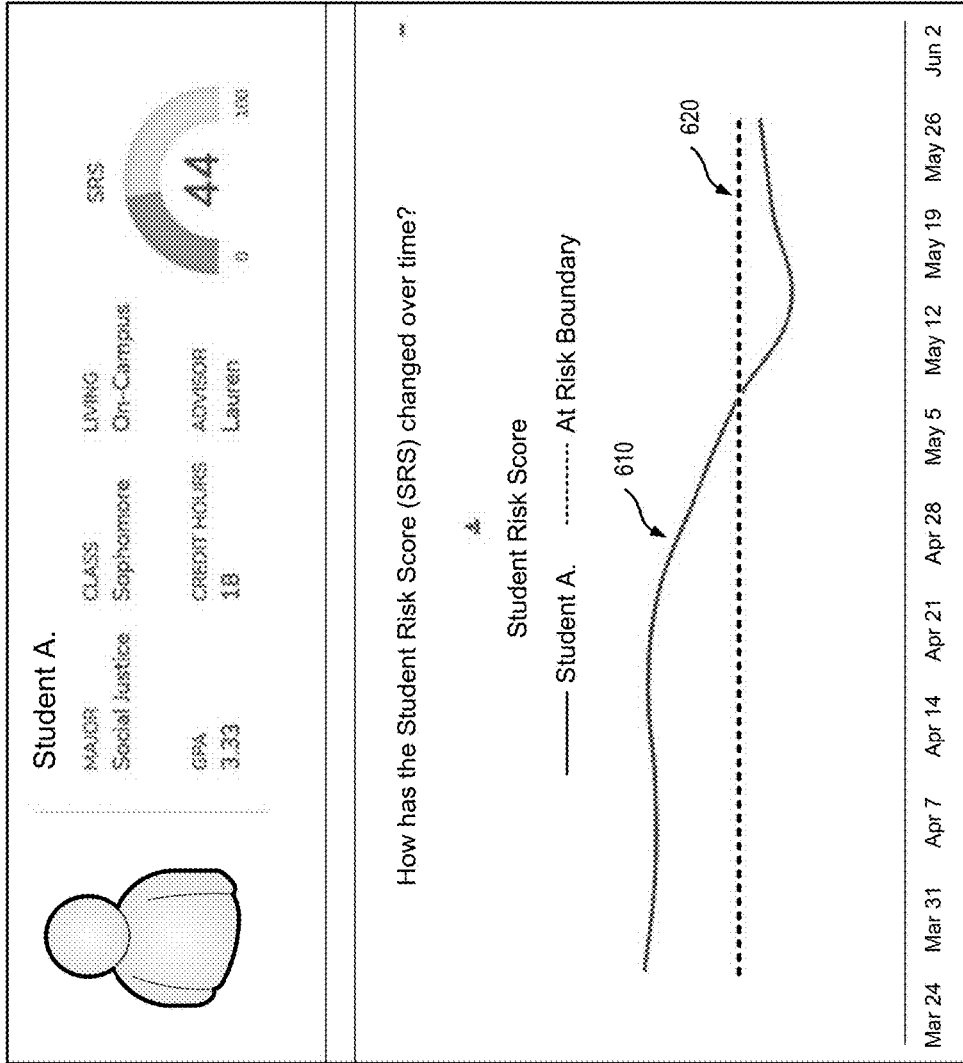 Student A.
MAJOR CLASS LIVING SRS
Social Justice Sophomore On-Campus
GPA CREDIT HOURS ADVISOR
3.33 18 Lauren
44
0 100
How has the Student Risk Score (SRS) changed over time?
Student Risk Score
Student A. At Risk Boundary
610
620
Mar 24 Mar 31 Apr 7 Apr 14 Apr 21 Apr 28 May 5 May 12 May 19 May 26 Jun 2